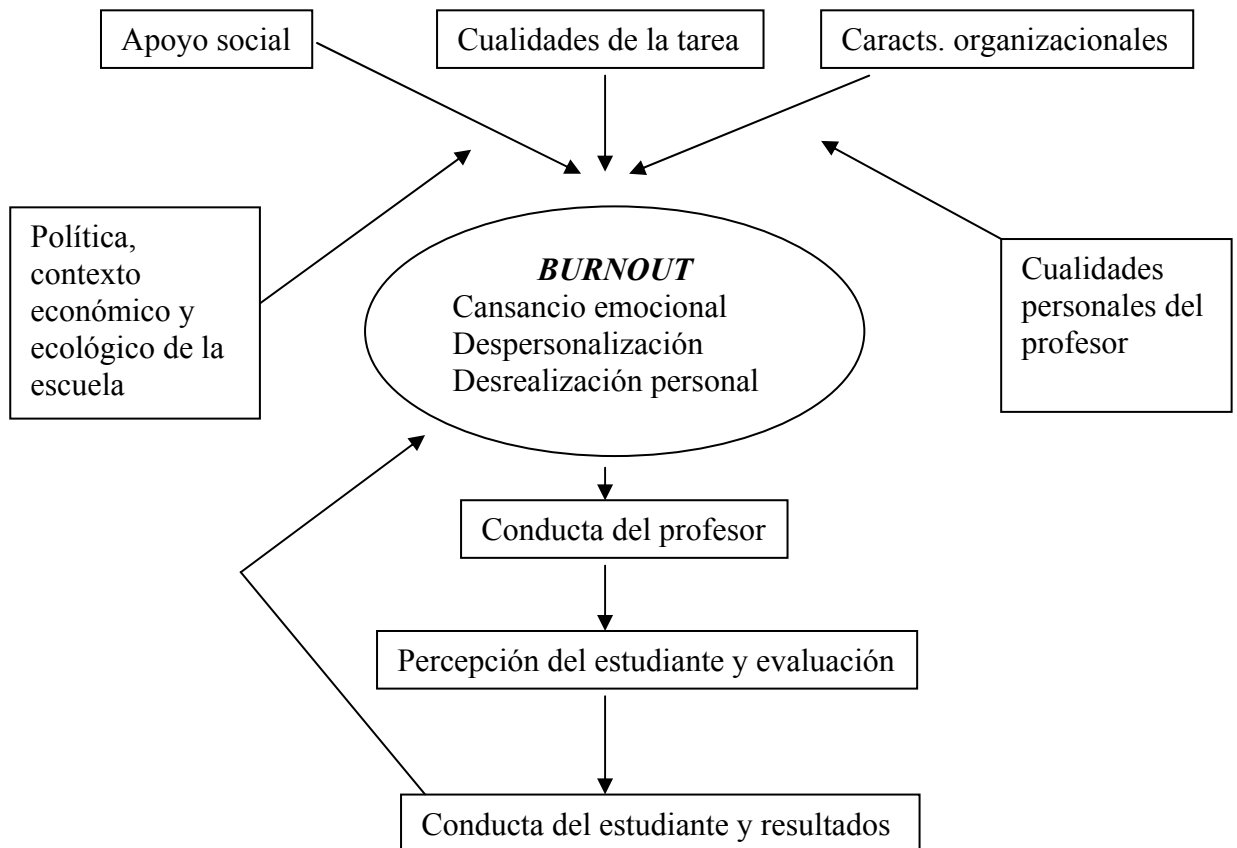 Apoyo social
Cualidades de la tarea
Caracts. organizacionales
Política,
contexto
económico y
ecológico de la
escuela
BURNOUT
Cansancio emocional
Despersonalización
Desrealización personal
Cualidades
personales del
profesor
Conducta del profesor
Percepción del estudiante y evaluación
Conducta del estudiante y resultados